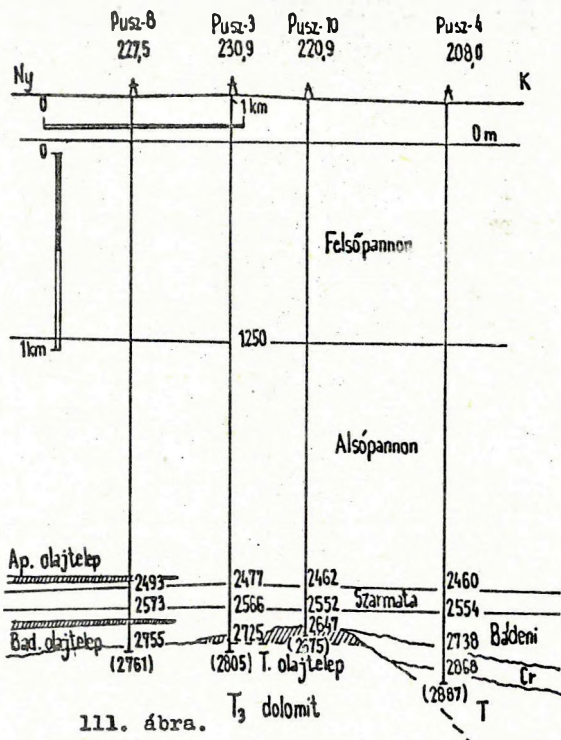 Pusz-8 Pusz-3 Pusz-10 Pusz-4
227,5 230,9 220,9 208,0
Ny K
0 1km
0 m
0
Felsőpannon
1km 1250
Alsópannon
Ap. olajtelep
2493 2477 2462 2460
Szarmata
2573 2566 2552 2554
2647
Bad. olajtelep 2755 2725 2738 Badeni
(2675)
(2761) (2805) T. olajtelep 2868 Cr
(2887) T
T₃ dolomit
111. ábra.